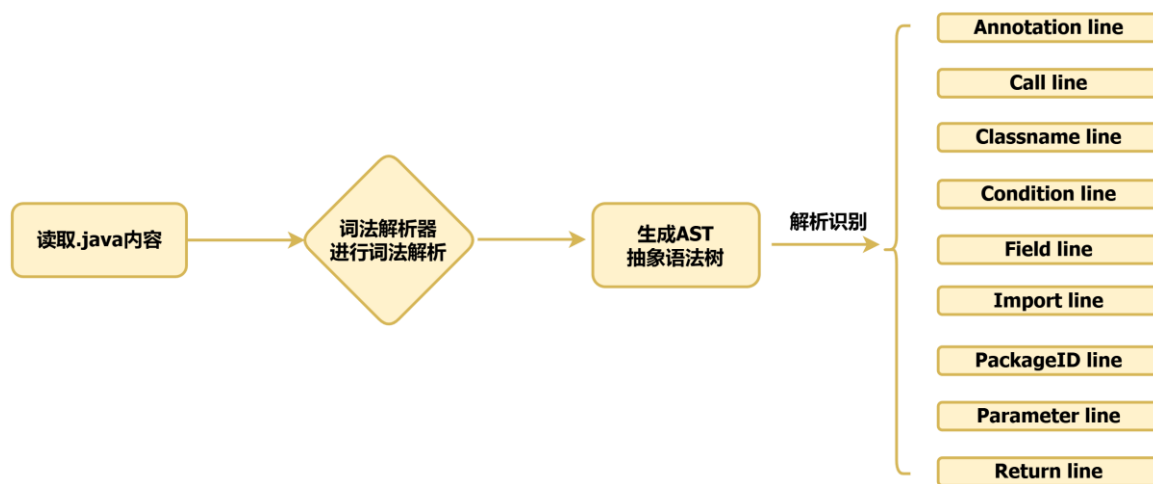 读取.java内容
词法解析器
进行词法解析
生成AST
抽象语法树
解析识别
Annotation line
Call line
Classname line
Condition line
Field line
Import line
PackageID line
Parameter line
Return line